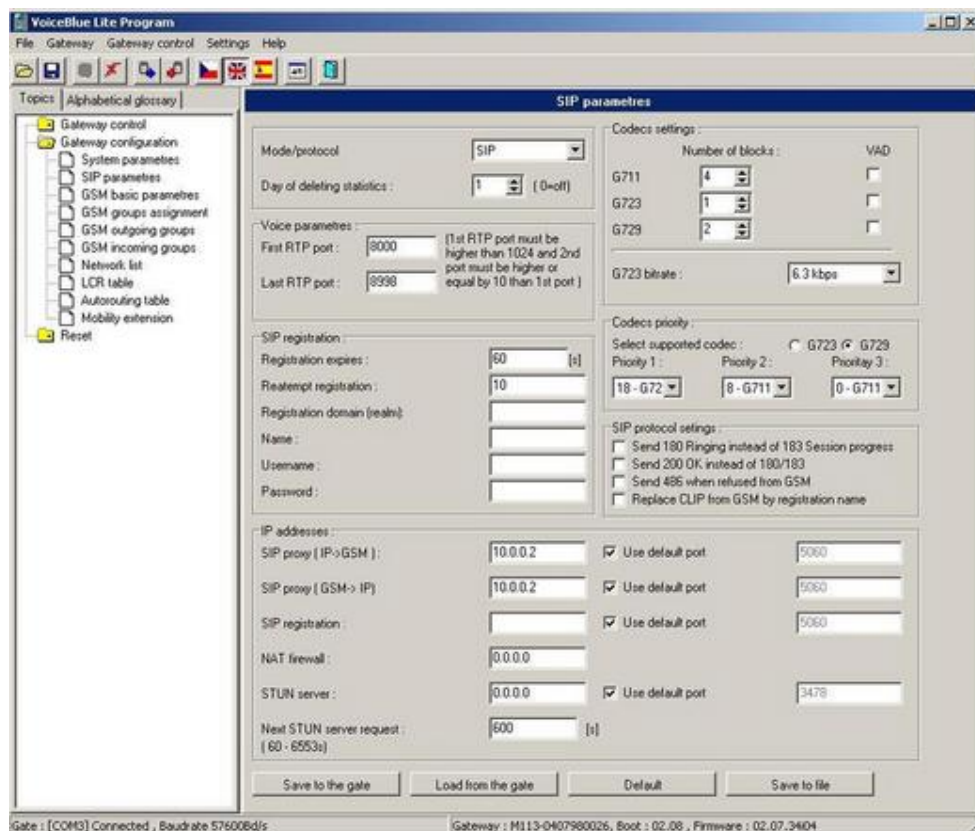 VoiceBlue Lite Program
File Gateway Gateway control Settings Help
Topics Alphabetical glossary
Gateway control
Gateway configuration
System parametres
SIP parametres
GSM basic parametres
GSM groups assignment
GSM outgoing groups
GSM incoming groups
Network list
LCR table
Autorouting table
Mobility extension
Reset
SIP parametres
Mode/protocol SIP
Day of deleting statistics : 1 ( 0=off)
Voice parametres :
First RTP port : 8000
Last RTP port : 8998
(1st RTP port must be
higher than 1024 and 2nd
port must be higher or
equal by 10 than 1st port )
SIP registration :
Registration expires : 60 [s]
Reatempt registration : 10
Registration domain (realm):
Name :
Username :
Password :
Codecs settings :
Number of blocks : VAD
G711 4
G723 1
G729 2
G723 bitrate : 6.3 kbps
Codecs priority :
Select supported codec : G723 G729
Priority 1 : Priority 2 : Prioritay 3 :
18 - G72 8 - G711 0 - G711
SIP protocol setings :
Send 180 Ringing instead of 183 Session progress
Send 200 OK instead of 180/183
Send 486 when refused from GSM
Replace CLIP from GSM by registration name
IP addresses :
SIP proxy ( IP->GSM ) : 10.0.0.2 Use default port 5060
SIP proxy ( GSM-> IP) 10.0.0.2 Use default port 5060
SIP registration : Use default port 5060
NAT firewall : 0.0.0.0
STUN server : 0.0.0.0 Use default port 3478
Next STUN server request : 600 [s]
( 60 - 6553s)
Save to the gate Load from the gate Default Save to file
Gate : [COM3] Connected , Baudrate 57600Bd/s Gateway : M113-0407980026, Boot : 02.08 , Firmware : 02.07.34i04